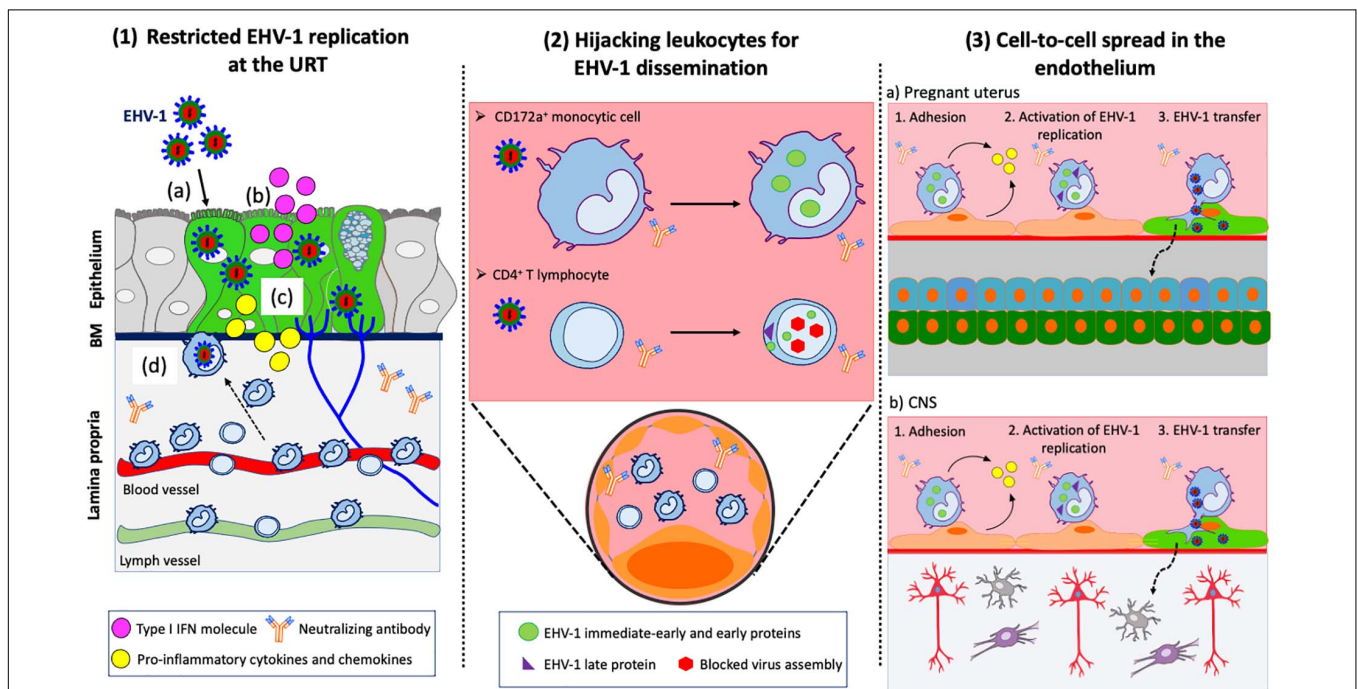 (1) Restricted EHV-1 replication
at the URT
EHV-1
(a)
(b)
(c)
(d)
Epithelium
BM
Lamina propria
Blood vessel
Lymph vessel
Type I IFN molecule
Neutralizing antibody
Pro-inflammatory cytokines and chemokines
(2) Hijacking leukocytes for
EHV-1 dissemination
➢ CD172a⁺ monocytic cell
➢ CD4⁺ T lymphocyte
EHV-1 immediate-early and early proteins
EHV-1 late protein
Blocked virus assembly
(3) Cell-to-cell spread in the
endothelium
a) Pregnant uterus
1. Adhesion
2. Activation of EHV-1
replication
3. EHV-1 transfer
b) CNS
1. Adhesion
2. Activation of EHV-1
replication
3. EHV-1 transfer